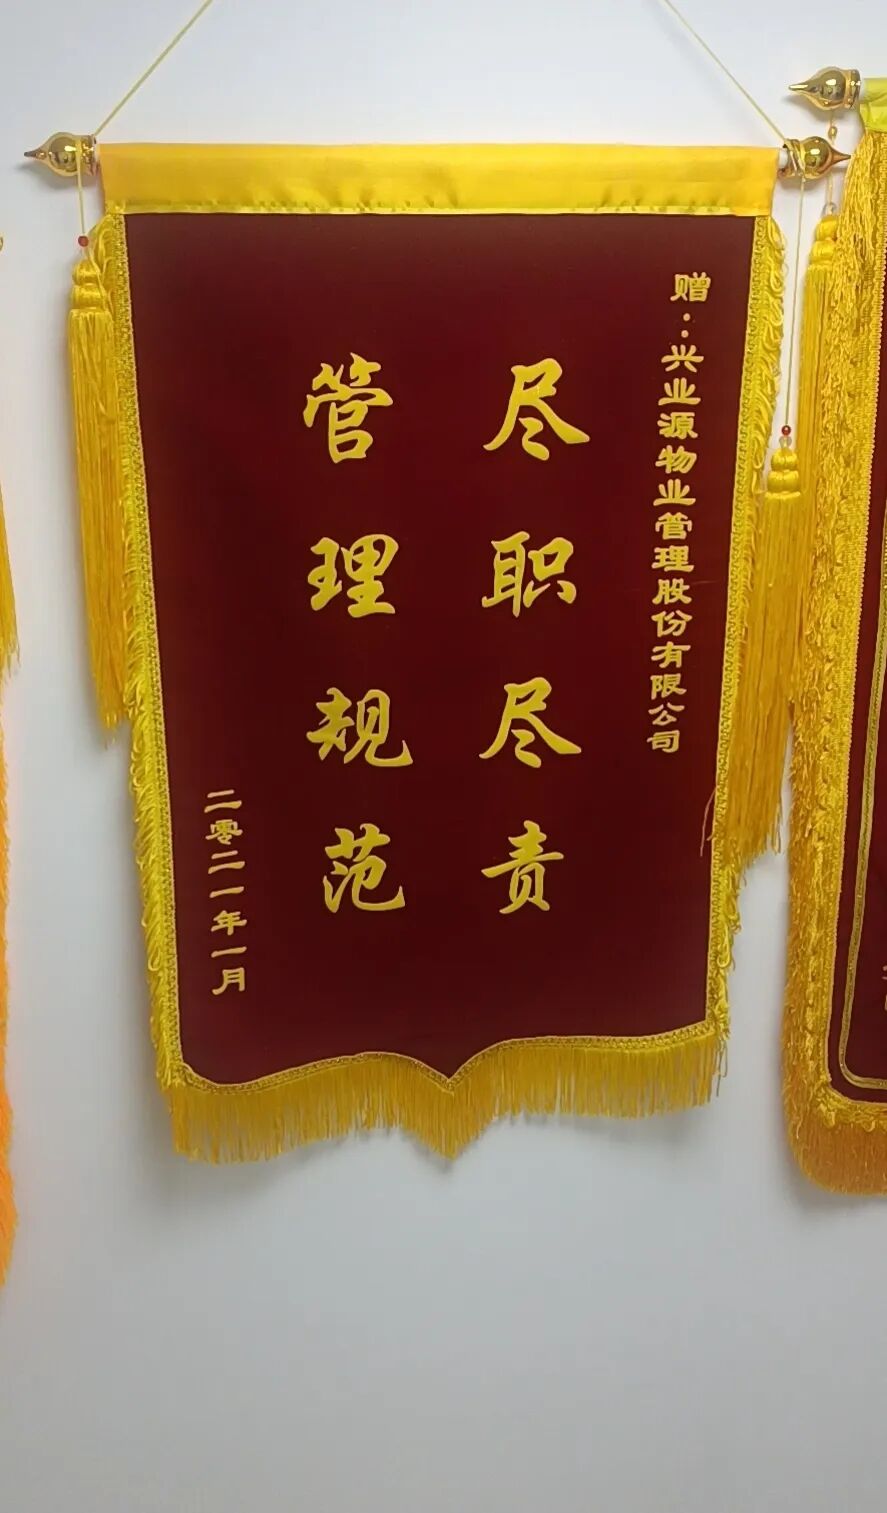 赠：兴业源物业管理股份有限公司
尽职尽责
管理规范
二零二一年一月